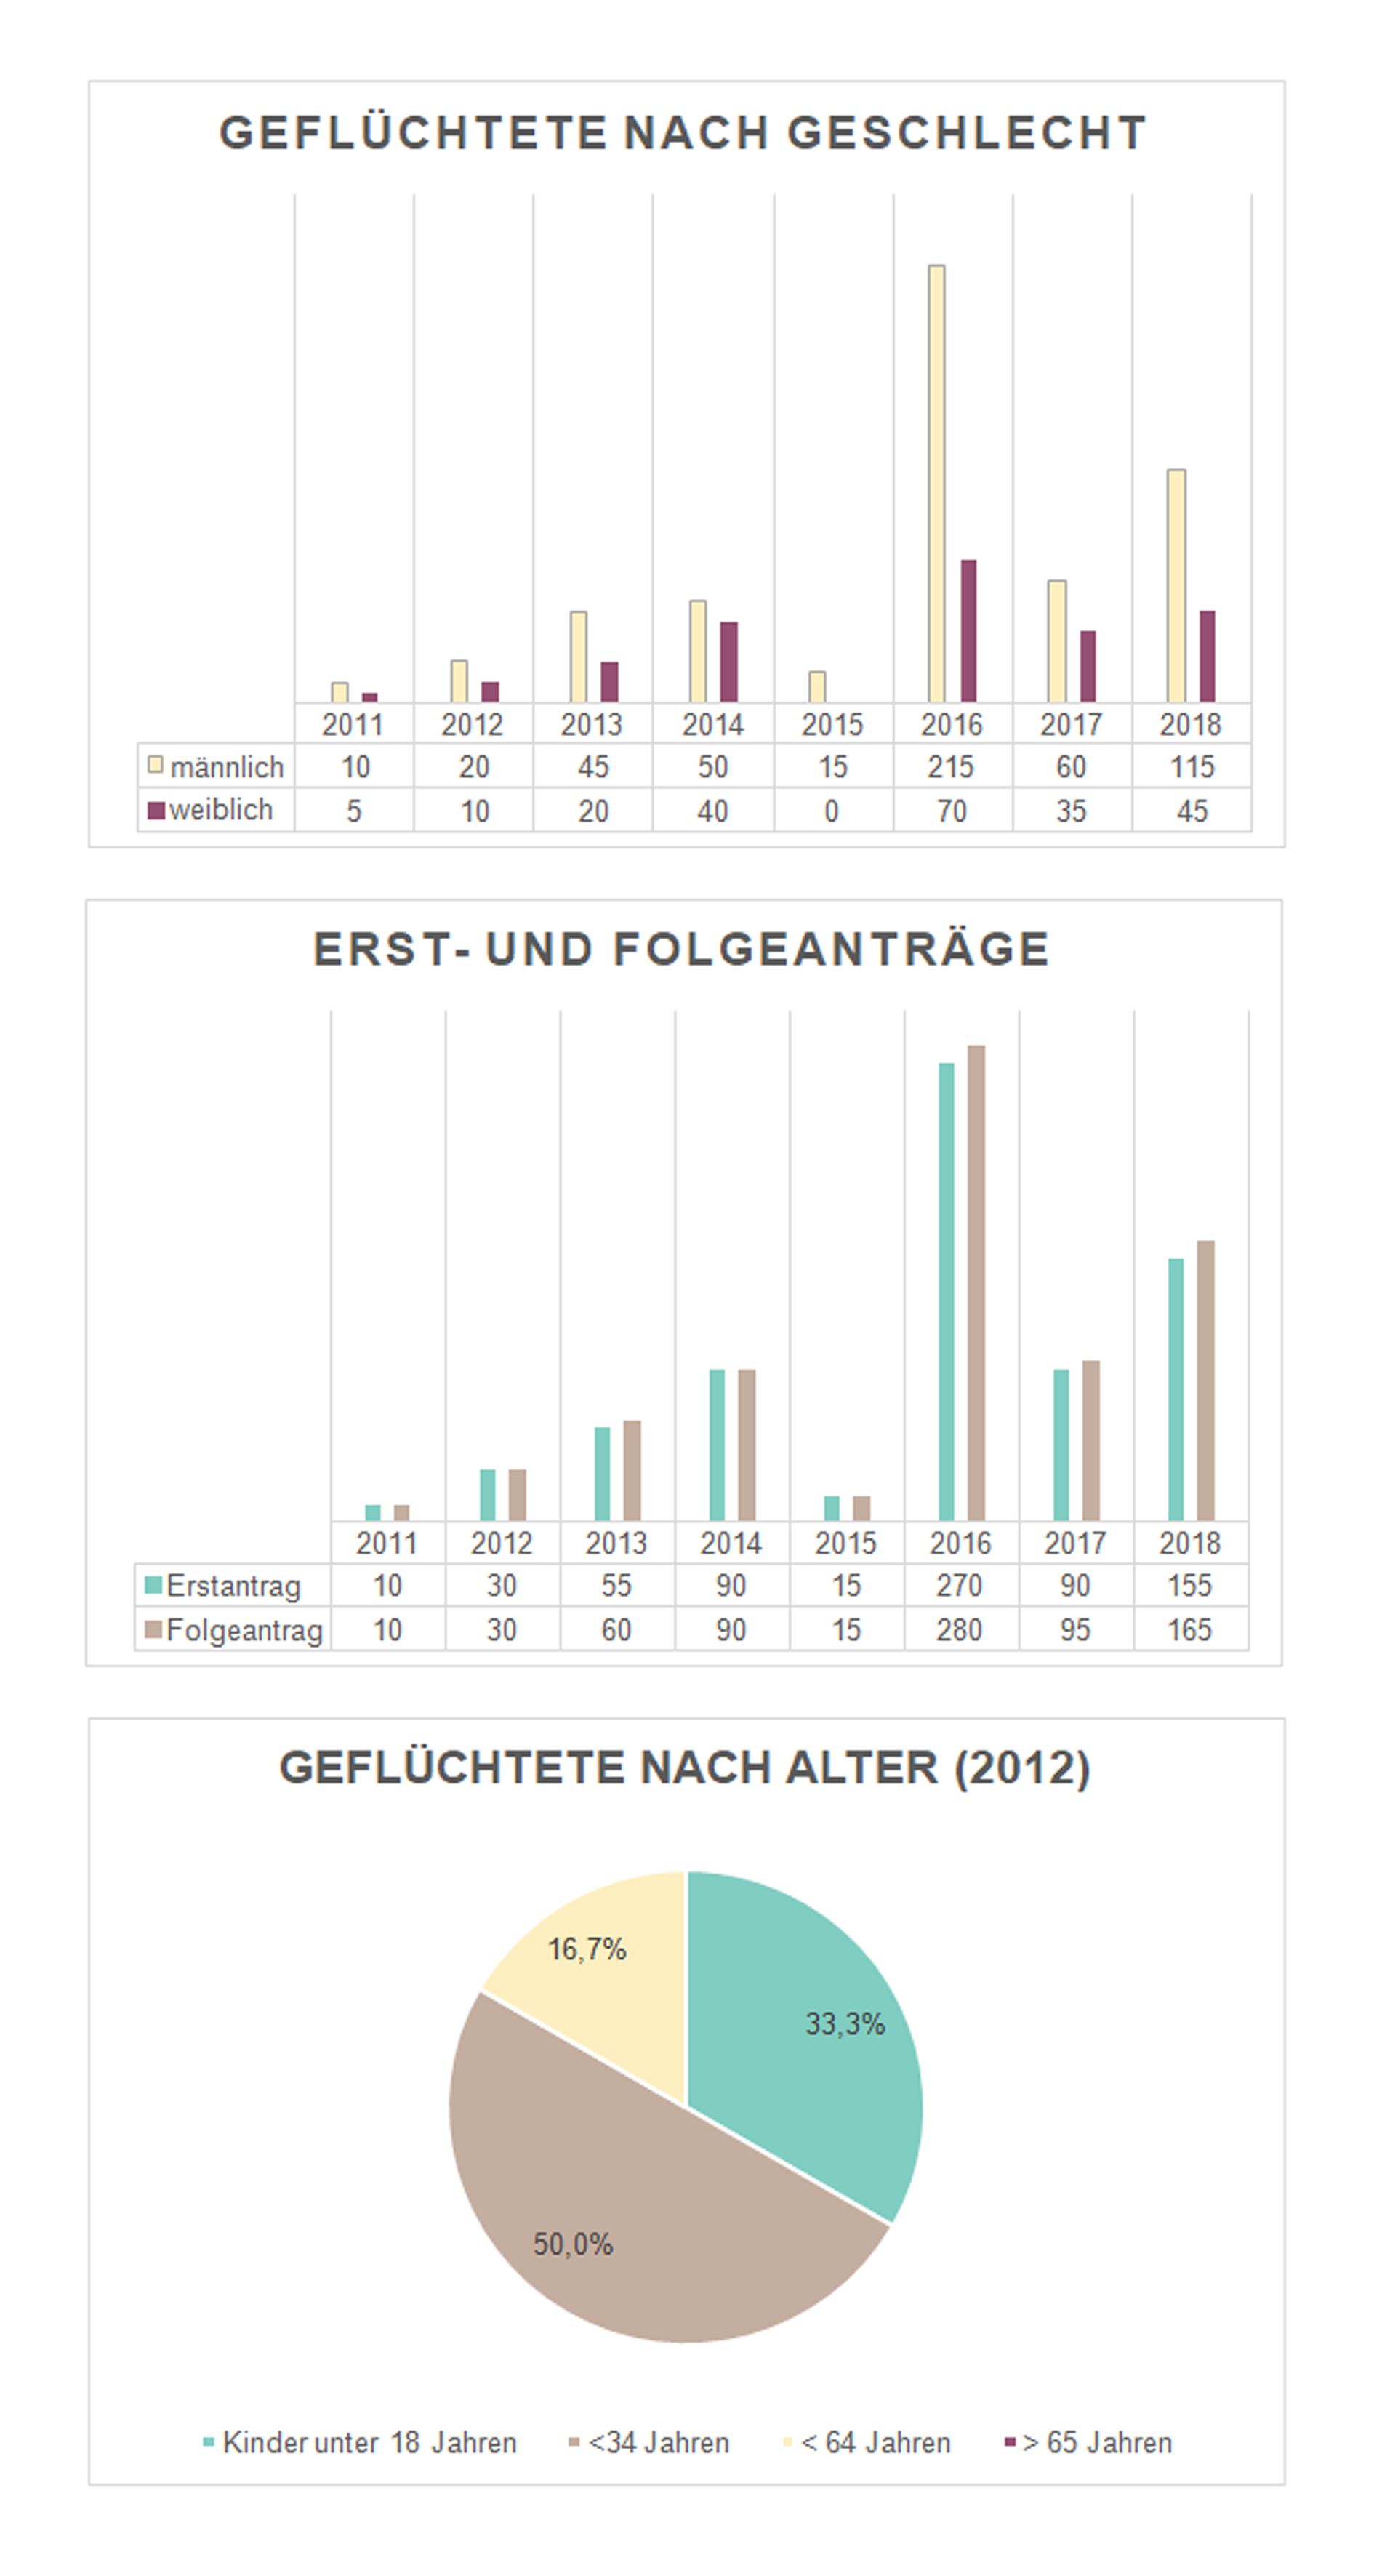 GEFLÜCHTETE NACH GESCHLECHT
2011 2012 2013 2014 2015 2016 2017 2018
männlich 10 20 45 50 15 215 60 115
weiblich 5 10 20 40 0 70 35 45
ERST- UND FOLGEANTRÄGE
2011 2012 2013 2014 2015 2016 2017 2018
Erstantrag 10 30 55 90 15 270 90 155
Folgeantrag 10 30 60 90 15 280 95 165
GEFLÜCHTETE NACH ALTER (2012)
16,7%
33,3%
50,0%
Kinder unter 18 Jahren <34 Jahren < 64 Jahren > 65 Jahren